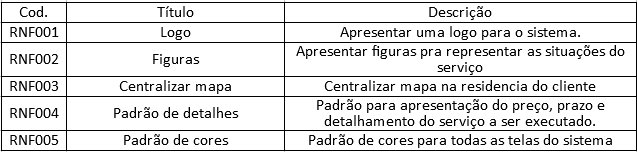 Cod. Título Descrição
RNF001 Logo Apresentar uma logo para o sistema.
RNF002 Figuras Apresentar figuras pra representar as situações do
serviço
RNF003 Centralizar mapa Centralizar mapa na residencia do cliente
RNF004 Padrão de detalhes Padrão para apresentação do preço, prazo e
detalhamento do serviço a ser executado.
RNF005 Padrão de cores Padrão de cores para todas as telas do sistema